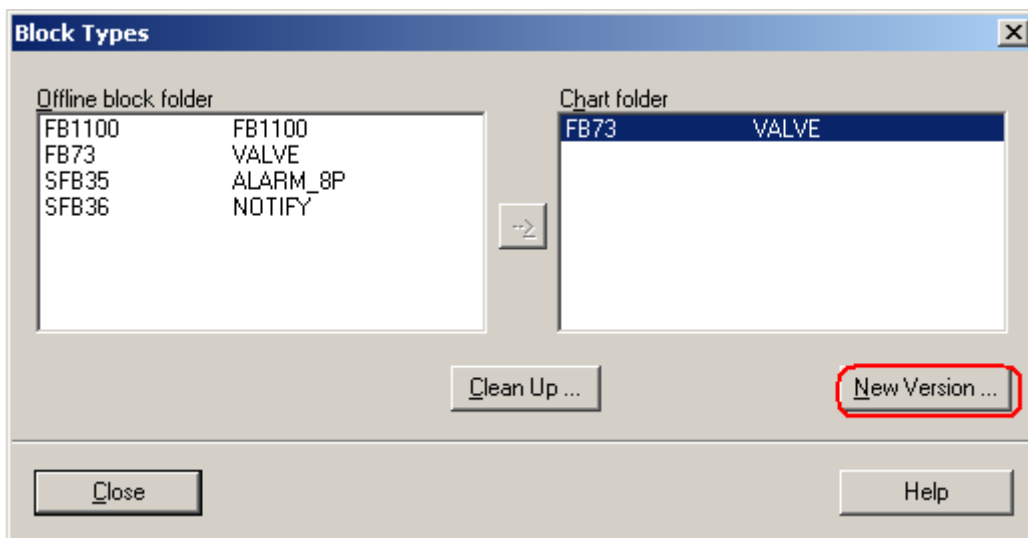 Block Types
Offline block folder
FB1100 FB1100
FB73 VALVE
SFB35 ALARM_8P
SFB36 NOTIFY
-->
Chart folder
FB73 VALVE
Clean Up ...
New Version ...
Close
Help